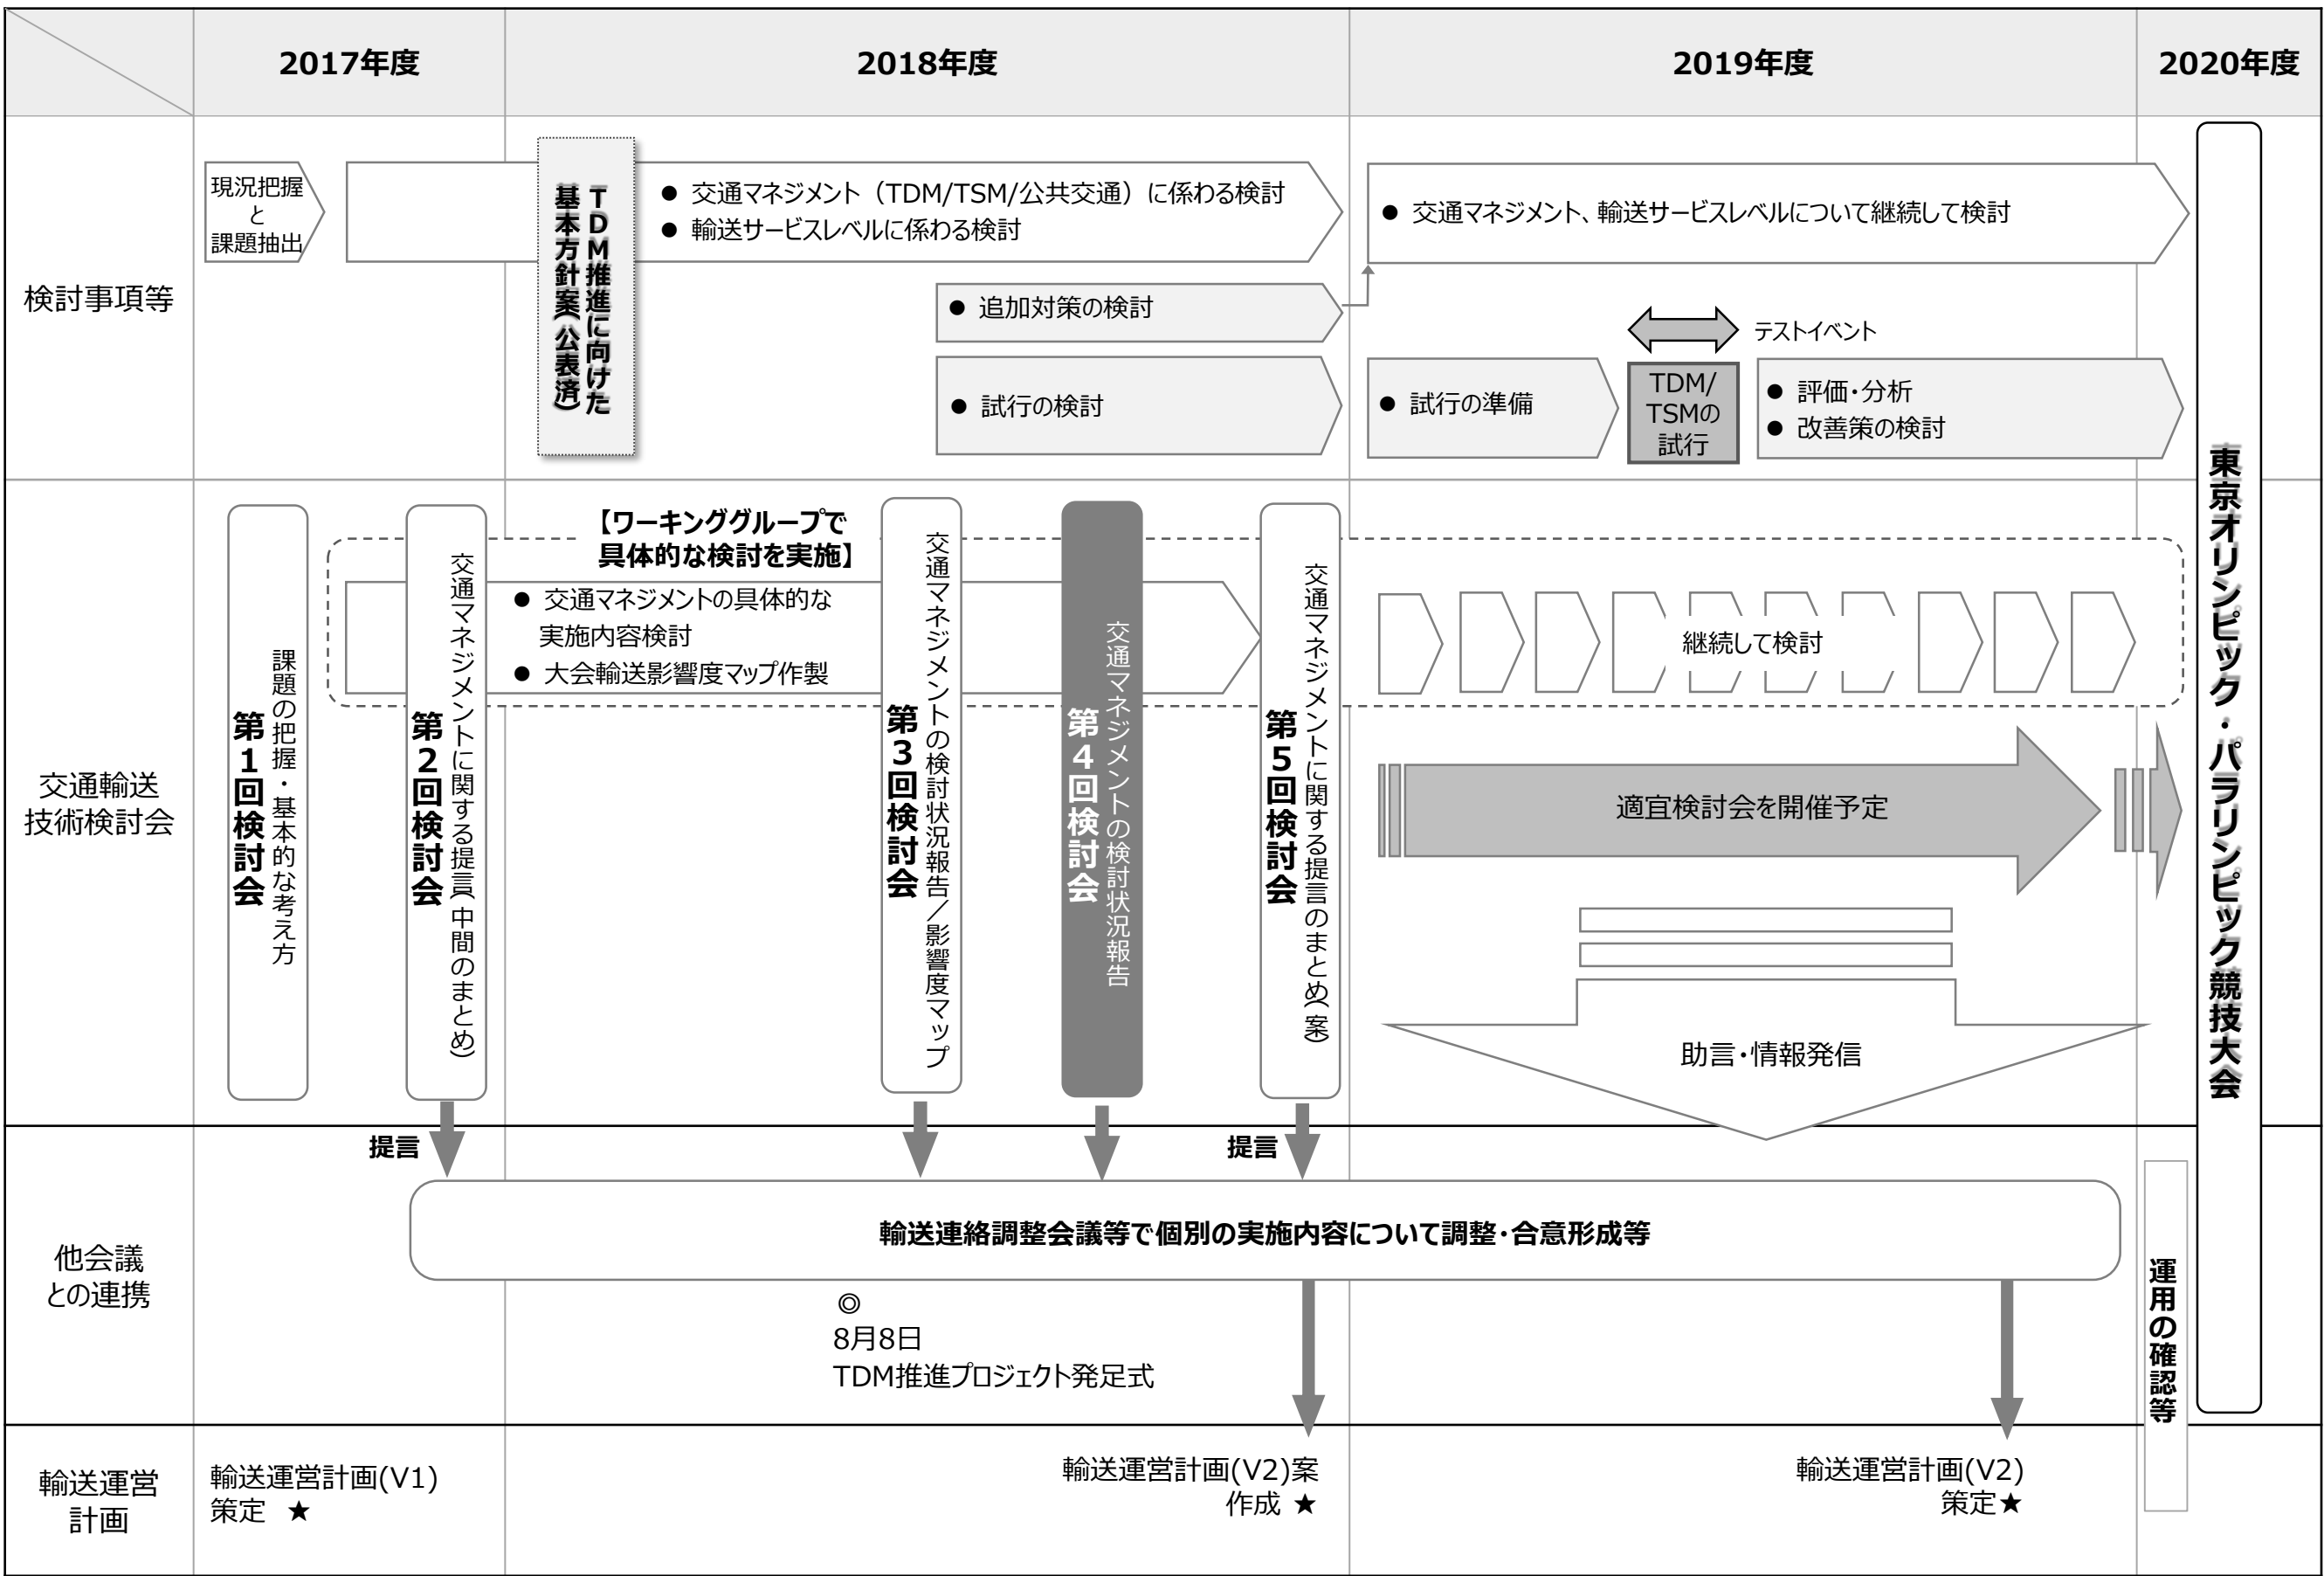 2017年度
2018年度
2019年度
2020年度
検討事項等
現況把握
と
課題抽出
TDM推進に向けた
基本方針案(公表済)
● 交通マネジメント（TDM/TSM/公共交通）に係わる検討
● 輸送サービスレベルに係わる検討
● 交通マネジメント、輸送サービスレベルについて継続して検討
● 追加対策の検討
● 試行の検討
テストイベント
● 試行の準備
TDM/
TSMの
試行
● 評価・分析
● 改善策の検討
東京オリンピック・パラリンピック競技大会
交通輸送
技術検討会
【ワーキンググループで
具体的な検討を実施】
● 交通マネジメントの具体的な
実施内容検討
● 大会輸送影響度マップ作製
課題の把握・基本的な考え方
第1回検討会
交通マネジメントに関する提言(中間のまとめ)
第2回検討会
交通マネジメントの検討状況報告／影響度マップ
第3回検討会
交通マネジメントの検討状況報告
第4回検討会
交通マネジメントに関する提言のまとめ(案)
第5回検討会
継続して検討
適宜検討会を開催予定
助言・情報発信
他会議
との連携
提言
提言
輸送連絡調整会議等で個別の実施内容について調整・合意形成等
◎
8月8日
TDM推進プロジェクト発足式
運用の確認等
輸送運営
計画
輸送運営計画(V1)
策定 ★
輸送運営計画(V2)案
作成 ★
輸送運営計画(V2)
策定★